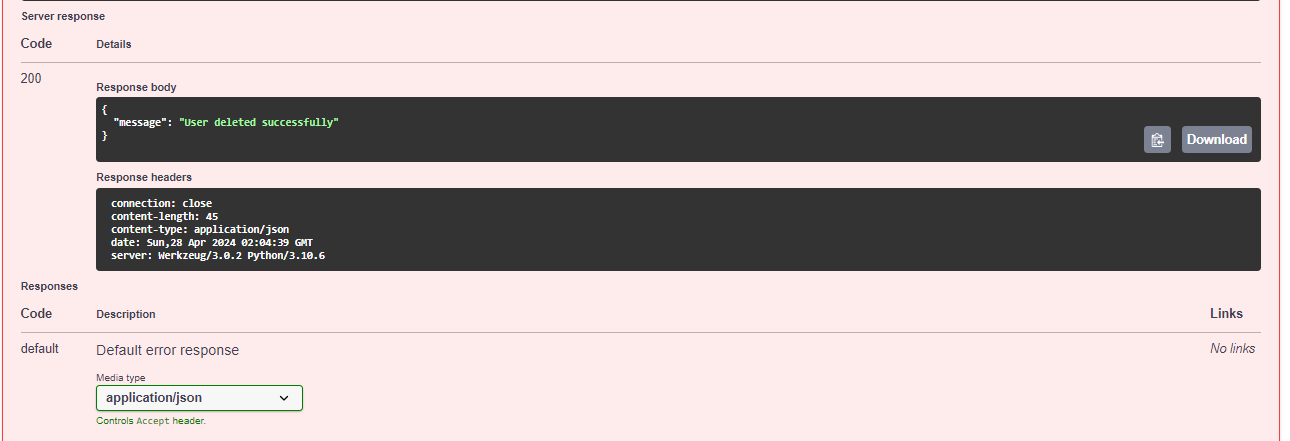 Server response
Code Details
200
Response body
{
"message": "User deleted successfully"
}
Download
Response headers
connection: close
content-length: 45
content-type: application/json
date: Sun,28 Apr 2024 02:04:39 GMT
server: Werkzeug/3.0.2 Python/3.10.6
Responses
Code Description Links
default Default error response No links
Media type
application/json
Controls Accept header.